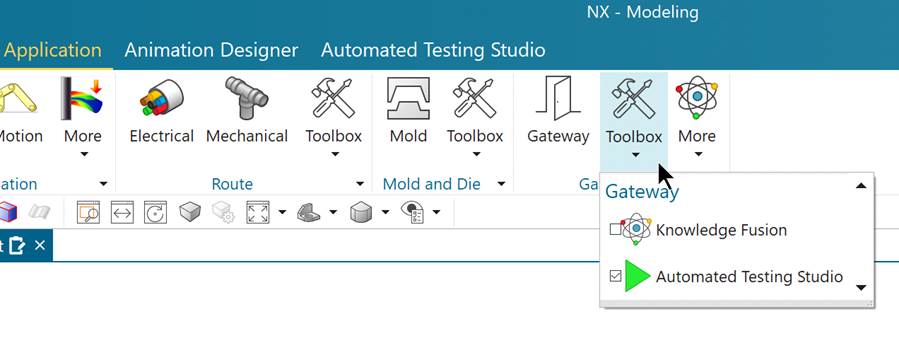 NX - Modeling
Application Animation Designer Automated Testing Studio
Motion More Electrical Mechanical Toolbox Mold Toolbox Gateway Toolbox More
ation Route Mold and Die Ga
Gateway
Knowledge Fusion
Automated Testing Studio
t